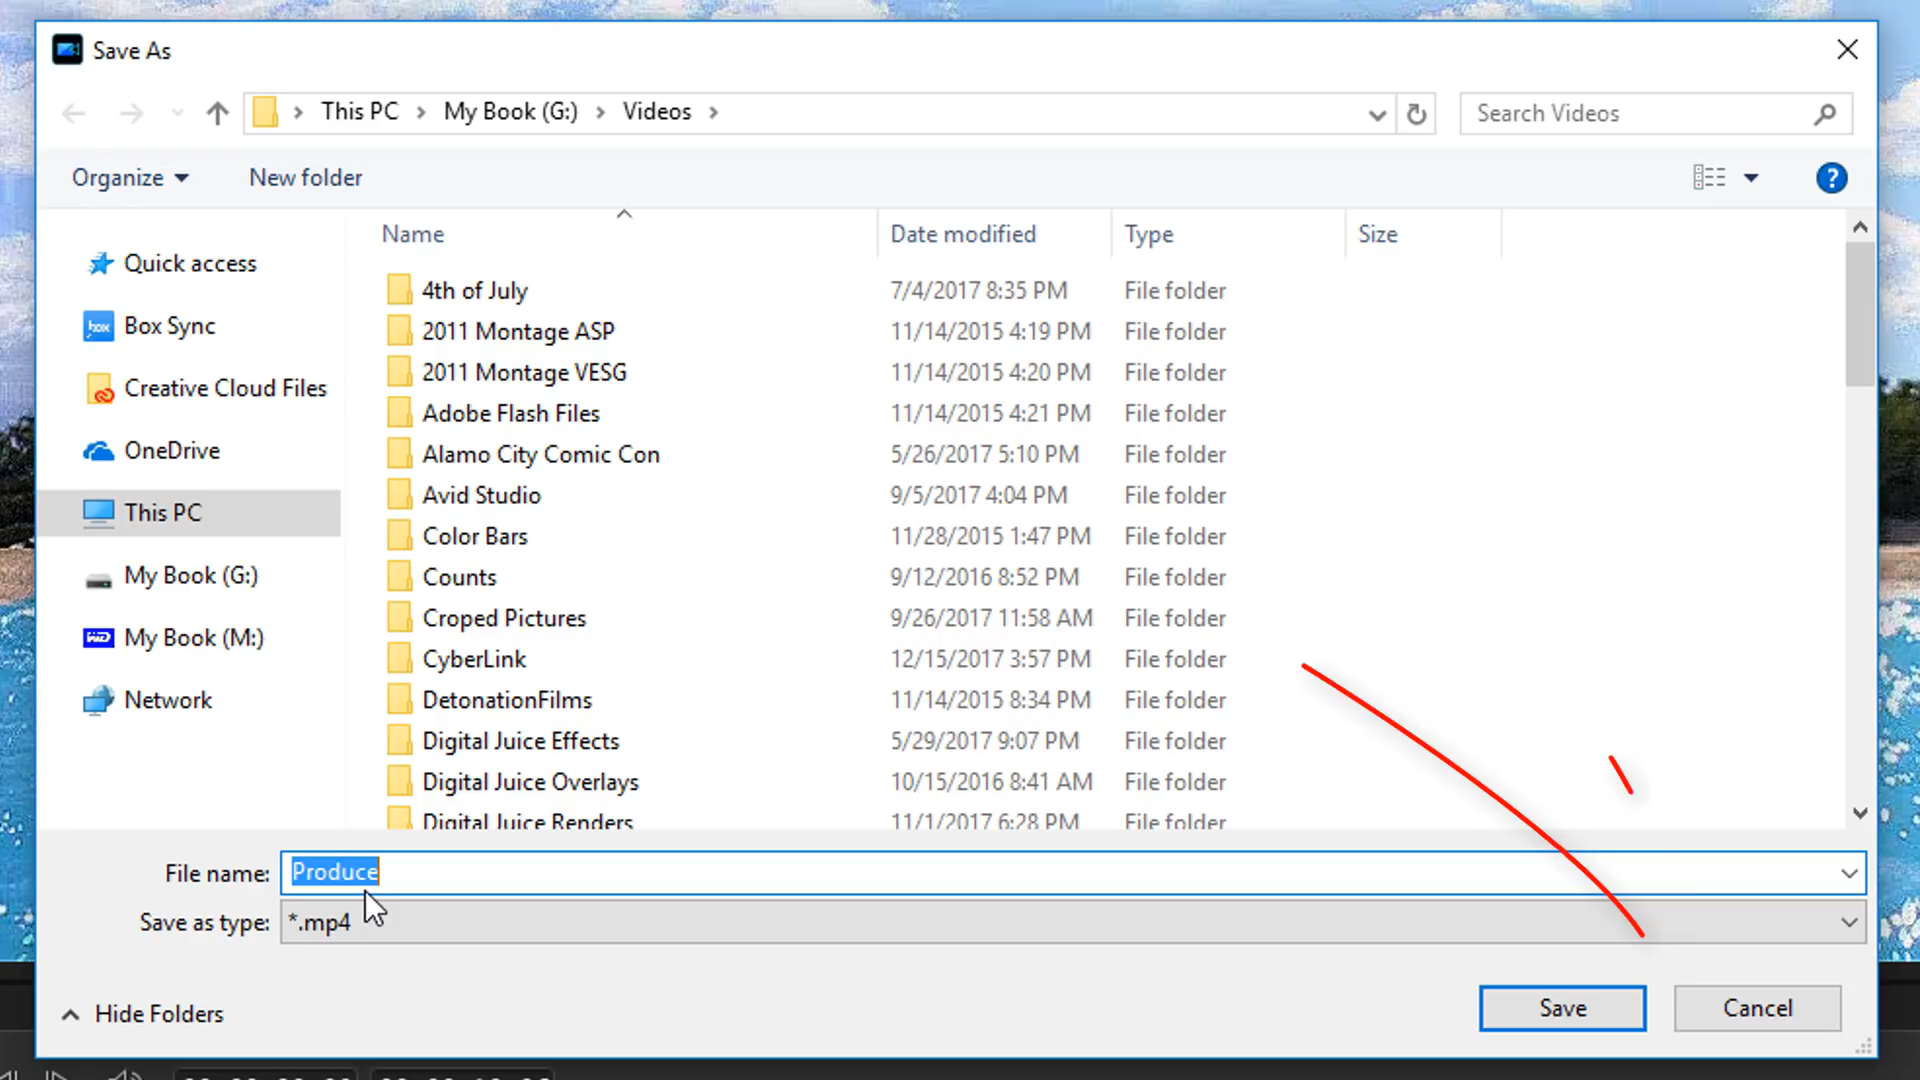 Save As
This PC > My Book (G:) > Videos >
Search Videos
Organize
New folder
Name
Date modified
Type
Size
Quick access
box
Box Sync
Creative Cloud Files
OneDrive
This PC
My Book (G:)
WD
My Book (M:)
Network
4th of July 7/4/2017 8:35 PM File folder
2011 Montage ASP 11/14/2015 4:19 PM File folder
2011 Montage VESG 11/14/2015 4:20 PM File folder
Adobe Flash Files 11/14/2015 4:21 PM File folder
Alamo City Comic Con 5/26/2017 5:10 PM File folder
Avid Studio 9/5/2017 4:04 PM File folder
Color Bars 11/28/2015 1:47 PM File folder
Counts 9/12/2016 8:52 PM File folder
Croped Pictures 9/26/2017 11:58 AM File folder
CyberLink 12/15/2017 3:57 PM File folder
DetonationFilms 11/14/2015 8:34 PM File folder
Digital Juice Effects 5/29/2017 9:07 PM File folder
Digital Juice Overlays 10/15/2016 8:41 AM File folder
Digital Juice Renders 11/1/2017 6:28 PM File folder
File name: Produce
Save as type: *.mp4
Hide Folders
Save
Cancel